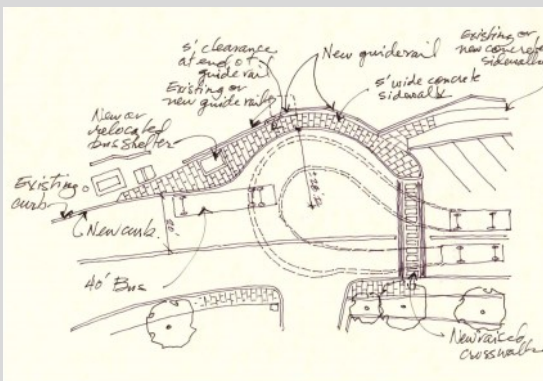 5' clearance
at end of
guide rail
Existing or
new guide rail
New guiderail
Existing or
new concrete
sidewalk
5' wide concrete
sidewalk
New or
relocated
bus shelter
Existing
curb
New curb
20'
40' Bus
New raised
crosswalk